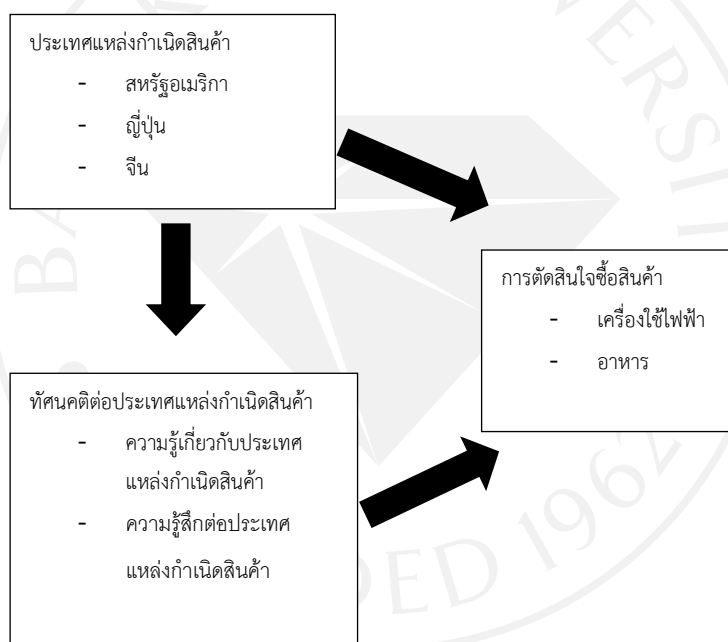 ประเทศแหล่งกำเนิดสินค้า
- สหรัฐอเมริกา
- ญี่ปุ่น
- จีน
การตัดสินใจซื้อสินค้า
- เครื่องใช้ไฟฟ้า
- อาหาร
ทัศนคติต่อประเทศแหล่งกำเนิดสินค้า
- ความรู้เกี่ยวกับประเทศ
แหล่งกำเนิดสินค้า
- ความรู้สึกต่อประเทศ
แหล่งกำเนิดสินค้า